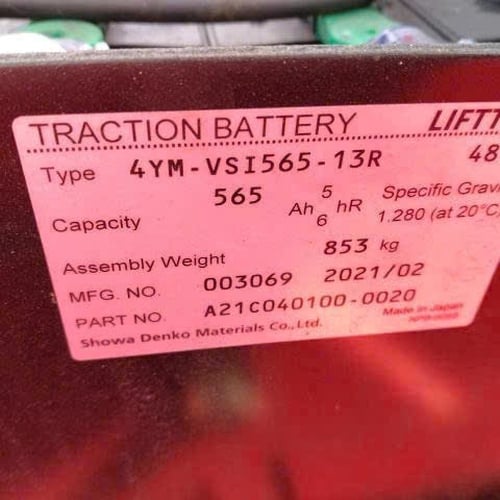 TRACTION BATTERY
Type 4YM-VSI565-13R 48
Capacity 565 Ah 5 hR Specific
6 1.280 (at 20°C
Assembly Weight 853 kg
MFG. NO. 003069 2021/02
PART NO. A21C040100-0020
Showa Denko Materials Co., Ltd. Made in Japan